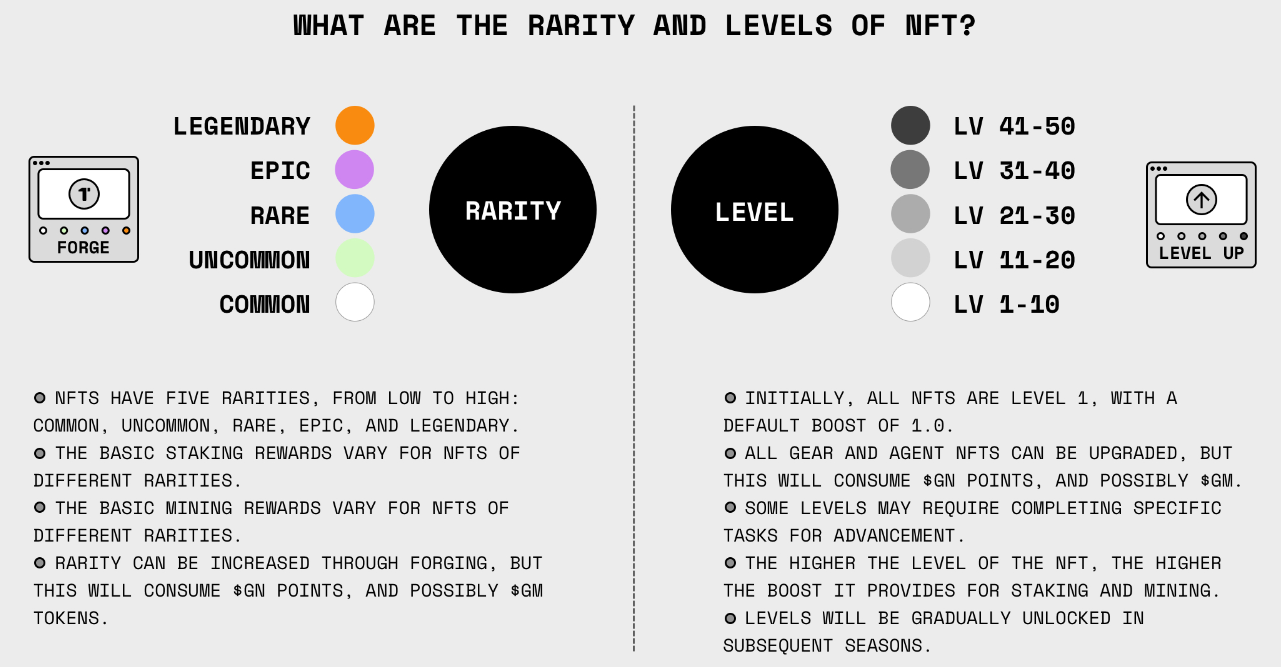 WHAT ARE THE RARITY AND LEVELS OF NFT?
LEGENDARY
EPIC
RARE
UNCOMMON
COMMON
FORGE
RARITY
LEVEL
LV 41-50
LV 31-40
LV 21-30
LV 11-20
LV 1-10
LEVEL UP
NFTS HAVE FIVE RARITIES, FROM LOW TO HIGH:
COMMON, UNCOMMON, RARE, EPIC, AND LEGENDARY.
THE BASIC STAKING REWARDS VARY FOR NFTS OF
DIFFERENT RARITIES.
THE BASIC MINING REWARDS VARY FOR NFTS OF
DIFFERENT RARITIES.
RARITY CAN BE INCREASED THROUGH FORGING, BUT
THIS WILL CONSUME $GN POINTS, AND POSSIBLY $GM
TOKENS.
INITIALLY, ALL NFTS ARE LEVEL 1, WITH A
DEFAULT BOOST OF 1.0.
ALL GEAR AND AGENT NFTS CAN BE UPGRADED, BUT
THIS WILL CONSUME $GN POINTS, AND POSSIBLY $GM.
SOME LEVELS MAY REQUIRE COMPLETING SPECIFIC
TASKS FOR ADVANCEMENT.
THE HIGHER THE LEVEL OF THE NFT, THE HIGHER
THE BOOST IT PROVIDES FOR STAKING AND MINING.
LEVELS WILL BE GRADUALLY UNLOCKED IN
SUBSEQUENT SEASONS.